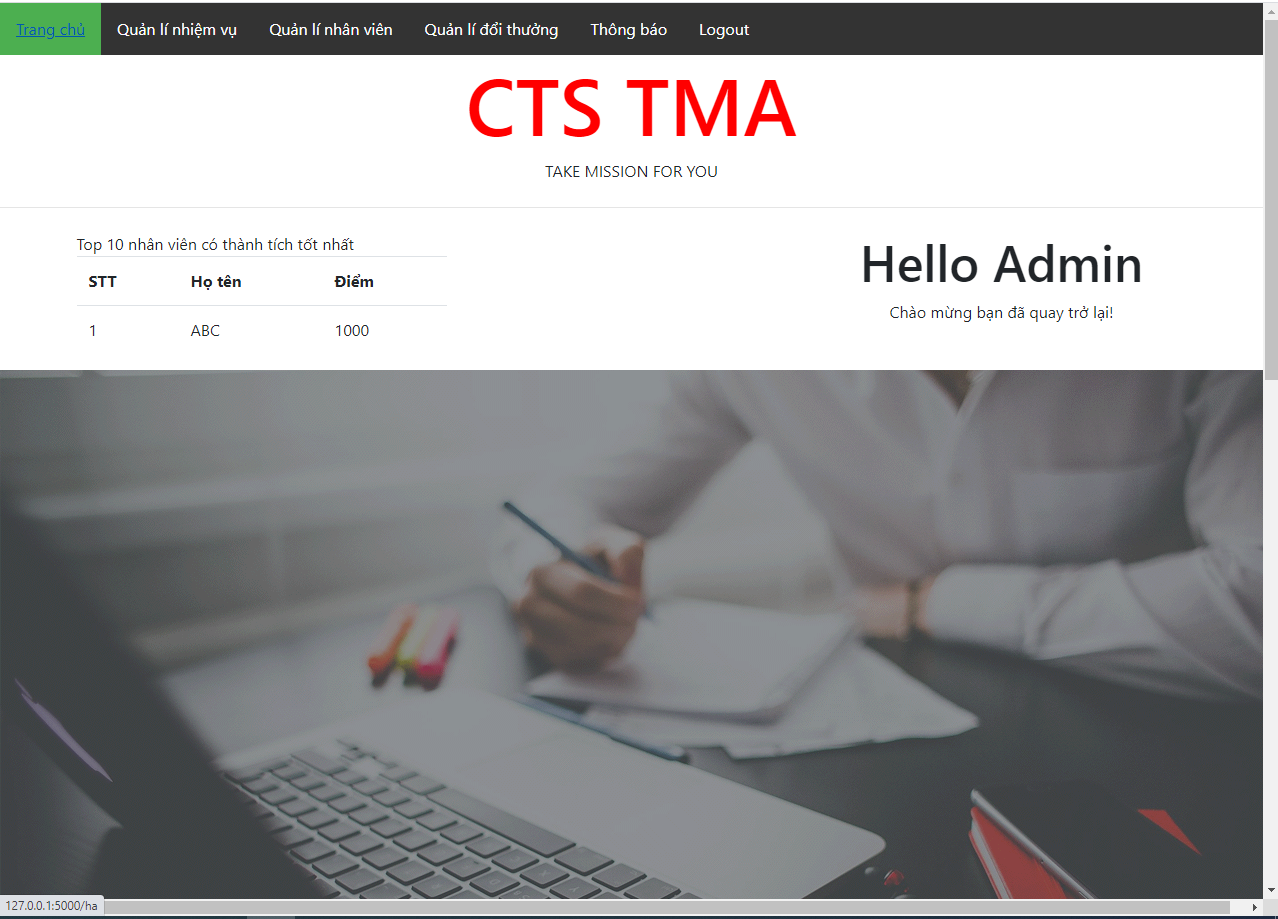 Trang chủ Quản lí nhiệm vụ Quản lí nhân viên Quản lí đổi thưởng Thông báo Logout
CTS TMA
TAKE MISSION FOR YOU
Top 10 nhân viên có thành tích tốt nhất
STT Họ tên Điểm
1 ABC 1000
Hello Admin
Chào mừng bạn đã quay trở lại!
127.0.0.1:5000/ha